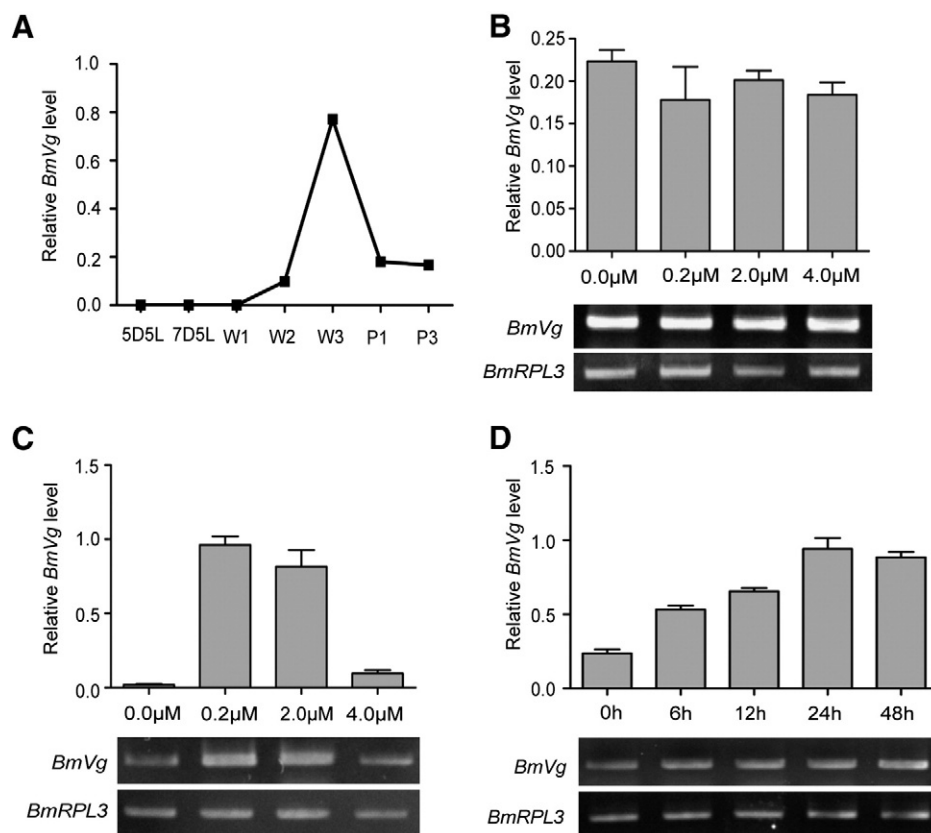 A
Relative BmVg level
1.0
0.8
0.6
0.4
0.2
0.0
5D5L 7D5L W1 W2 W3 P1 P3
B
Relative BmVg level
0.25
0.20
0.15
0.10
0.05
0.00
0.0μM 0.2μM 2.0μM 4.0μM
BmVg
BmRPL3
C
Relative BmVg level
1.5
1.0
0.5
0.0
0.0μM 0.2μM 2.0μM 4.0μM
BmVg
BmRPL3
D
Relative BmVg level
1.5
1.0
0.5
0.0
0h 6h 12h 24h 48h
BmVg
BmRPL3